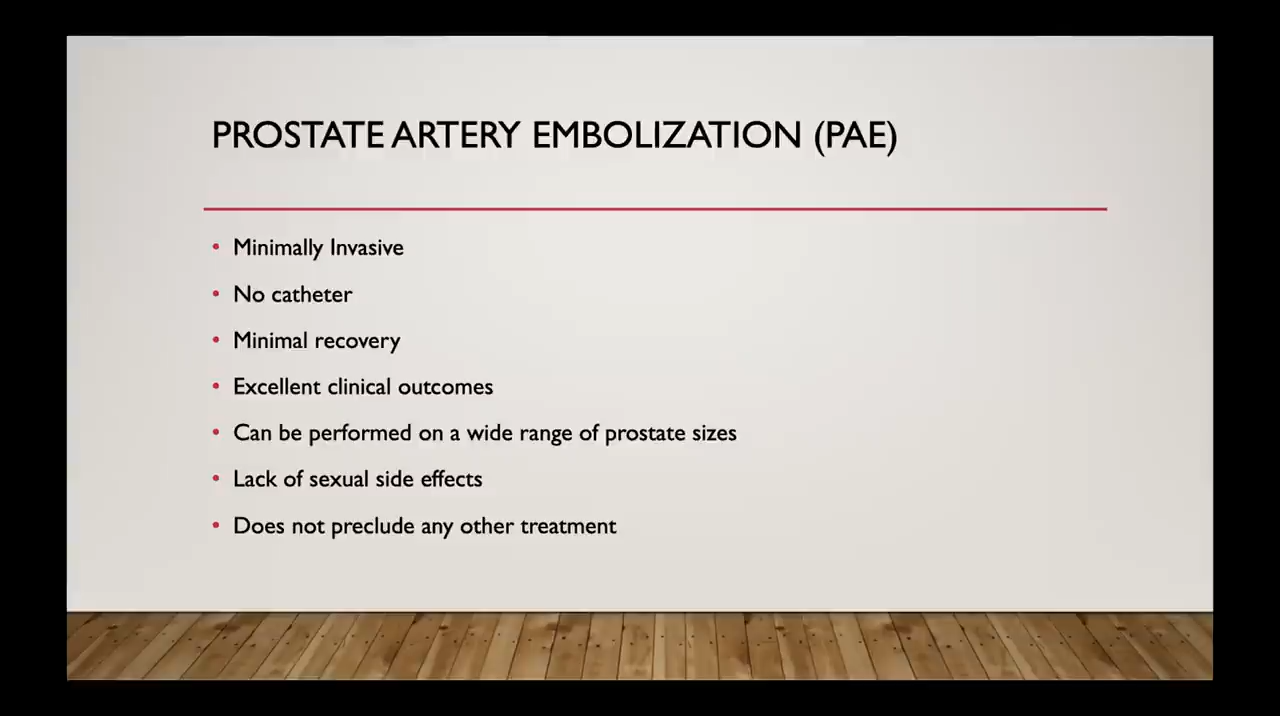 PROSTATE ARTERY EMBOLIZATION (PAE)
• Minimally Invasive
• No catheter
• Minimal recovery
• Excellent clinical outcomes
• Can be performed on a wide range of prostate sizes
• Lack of sexual side effects
• Does not preclude any other treatment